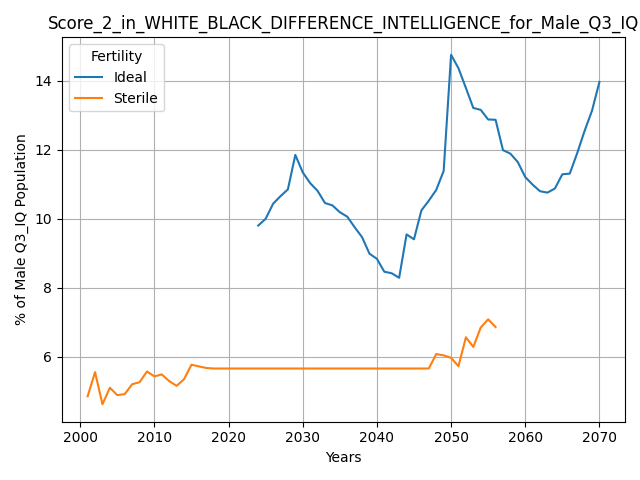 Score_2_in_WHITE_BLACK_DIFFERENCE_INTELLIGENCE_for_Male_Q3_IQ
Fertility
Ideal
Sterile
% of Male Q3_IQ Population
14
12
10
8
6
2000 2010 2020 2030 2040 2050 2060 2070
Years